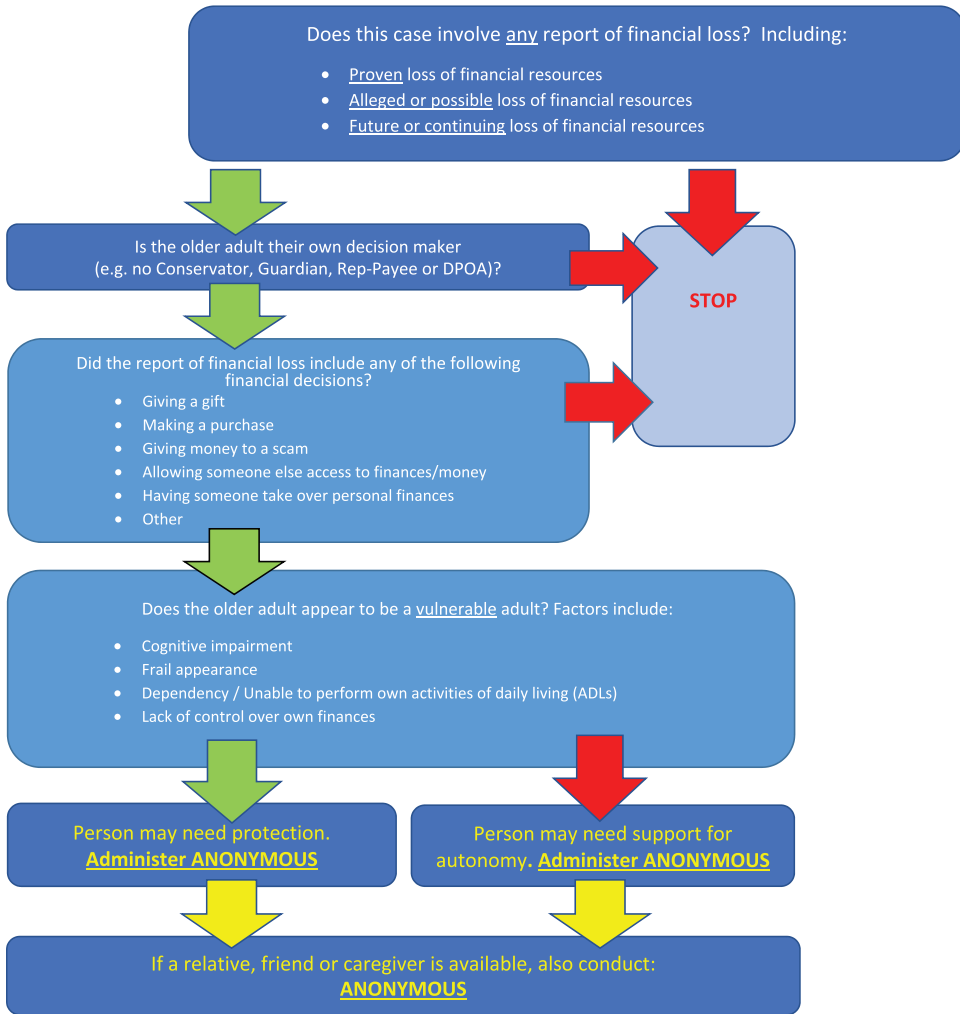 Does this case involve any report of financial loss? Including:
• Proven loss of financial resources
• Alleged or possible loss of financial resources
• Future or continuing loss of financial resources
Is the older adult their own decision maker
(e.g. no Conservator, Guardian, Rep-Payee or DPOA)?
STOP
Did the report of financial loss include any of the following
financial decisions?
• Giving a gift
• Making a purchase
• Giving money to a scam
• Allowing someone else access to finances/money
• Having someone take over personal finances
• Other
Does the older adult appear to be a vulnerable adult? Factors include:
• Cognitive impairment
• Frail appearance
• Dependency / Unable to perform own activities of daily living (ADLs)
• Lack of control over own finances
Person may need protection.
Administer ANONYMOUS
Person may need support for
autonomy. Administer ANONYMOUS
If a relative, friend or caregiver is available, also conduct:
ANONYMOUS